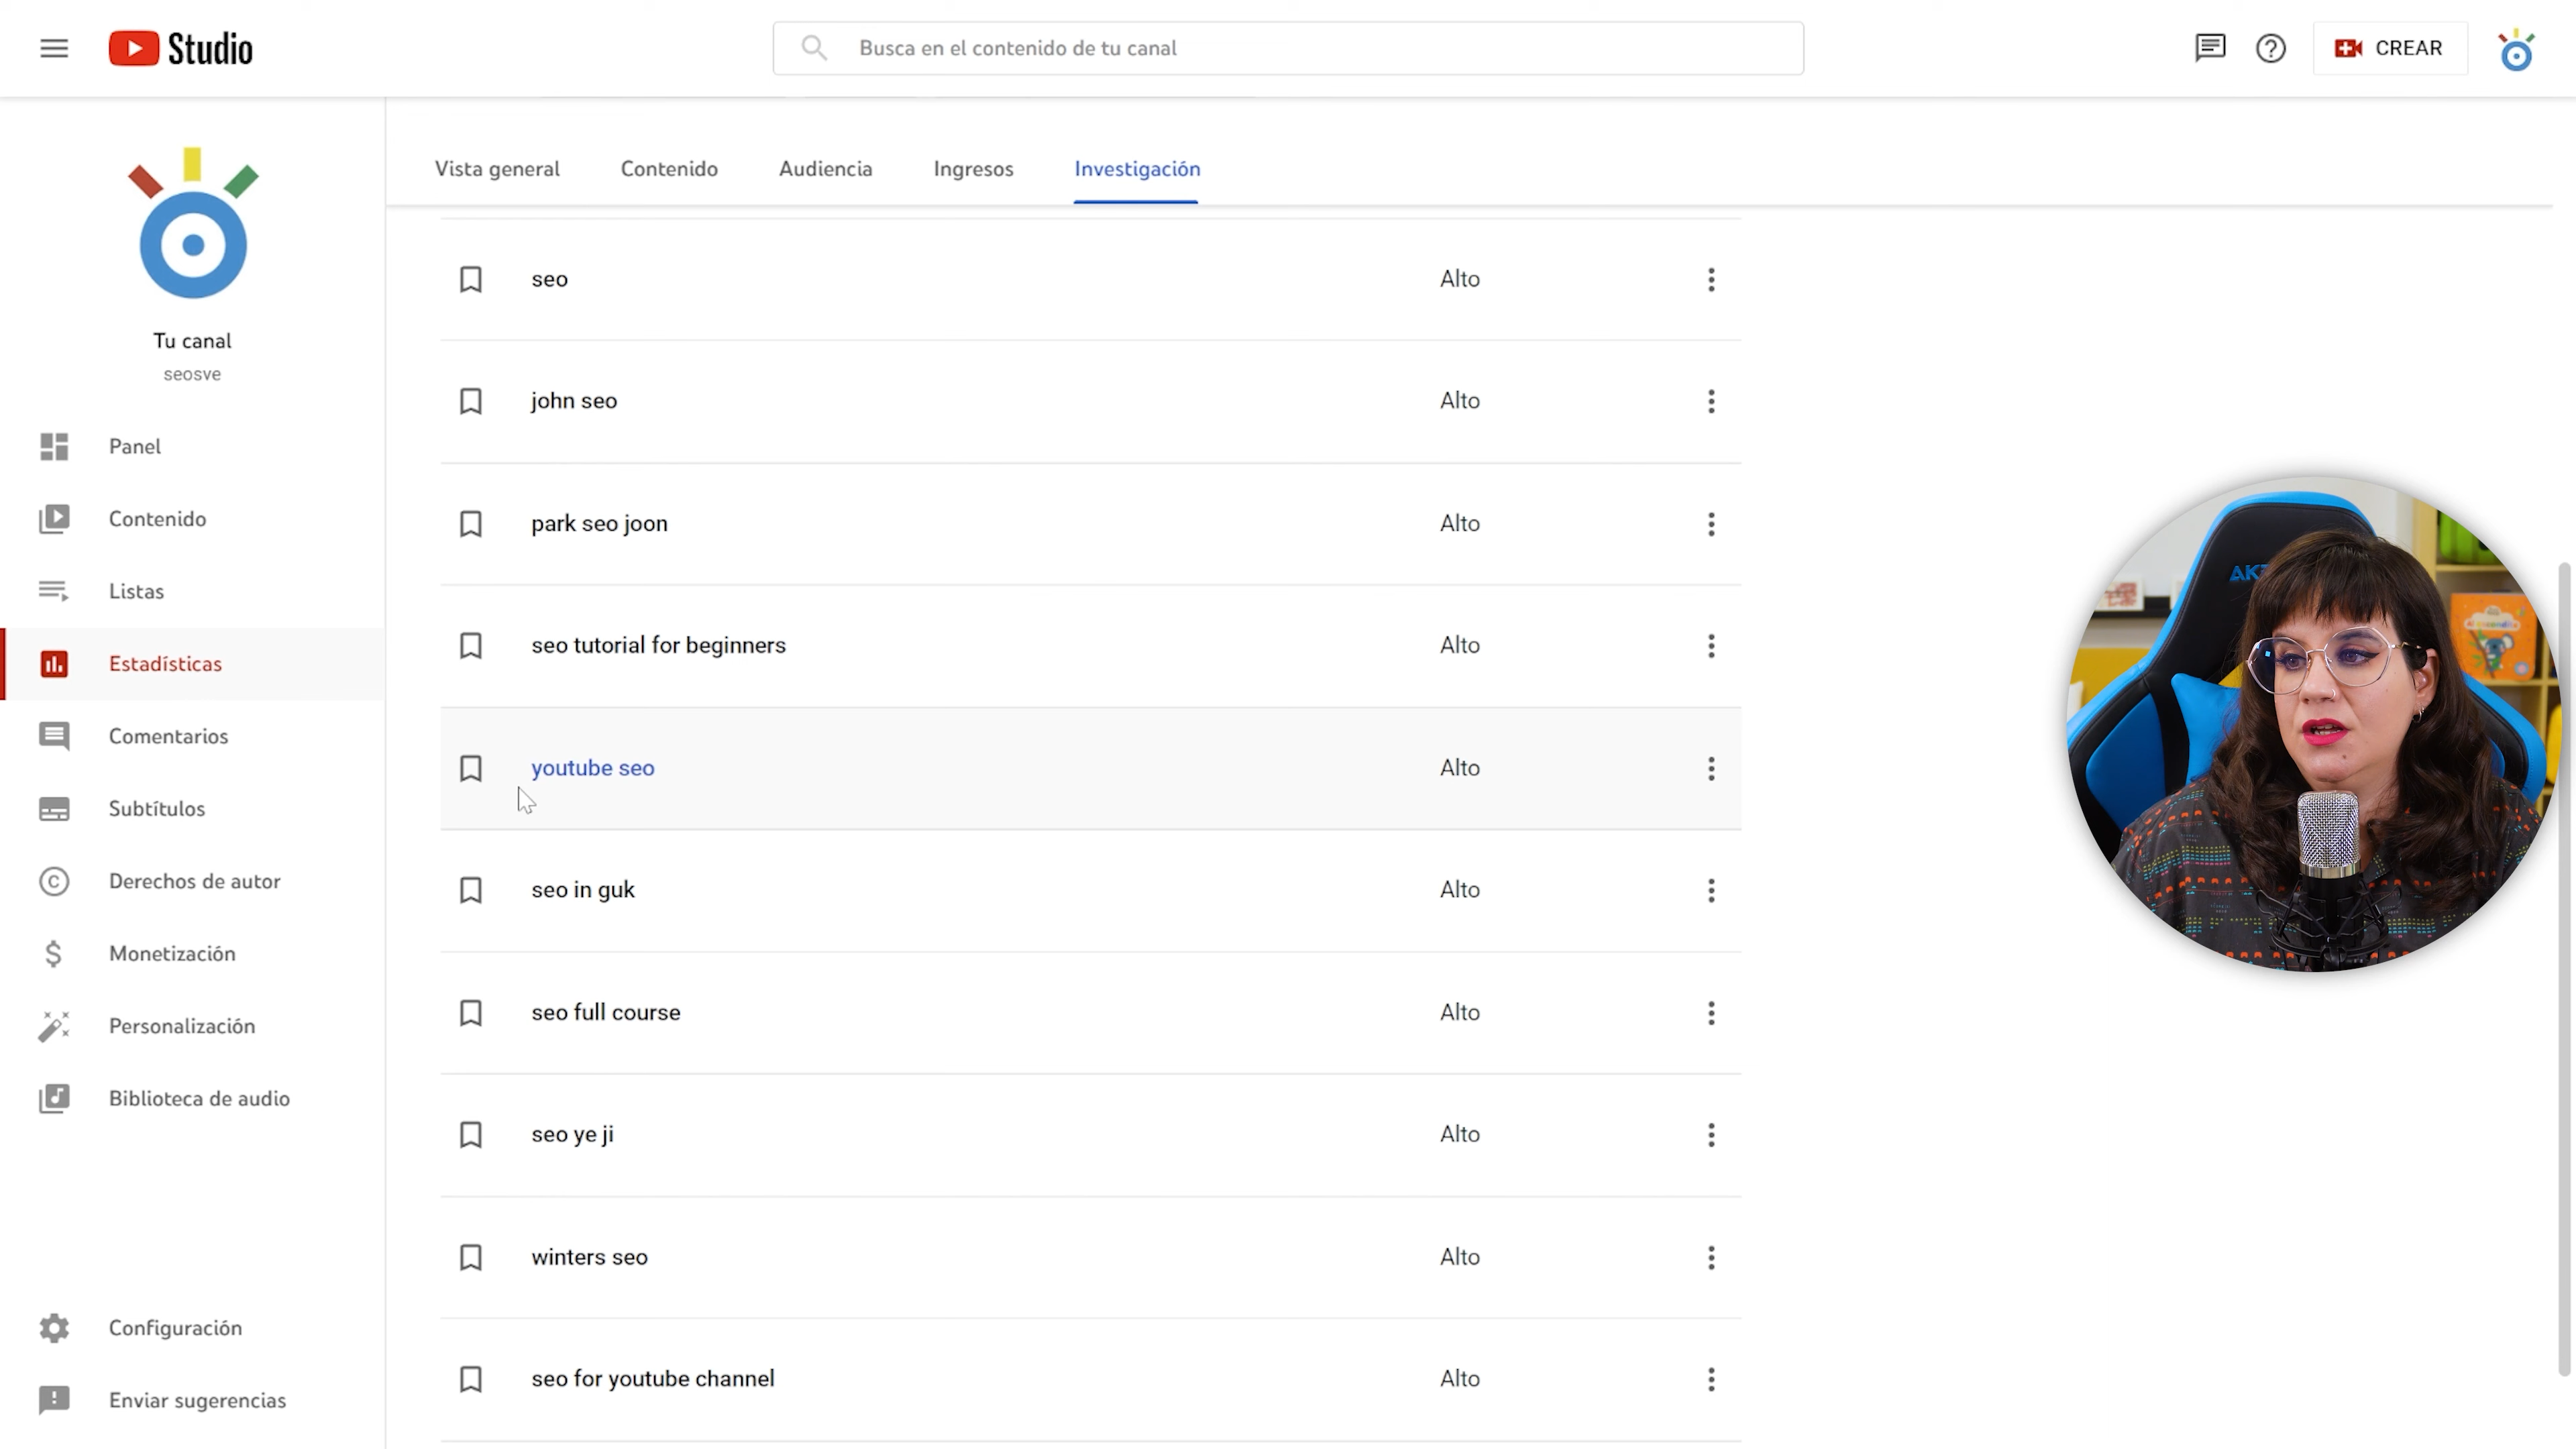 Studio
Busca en el contenido de tu canal
CREAR
Tu canal
seosve
Panel
Contenido
Listas
Estadísticas
Comentarios
Subtítulos
Derechos de autor
Monetización
Personalización
Biblioteca de audio
Configuración
Enviar sugerencias
Vista general Contenido Audiencia Ingresos Investigación
seo Alto
john seo Alto
park seo joon Alto
seo tutorial for beginners Alto
youtube seo Alto
seo in guk Alto
seo full course Alto
seo ye ji Alto
winters seo Alto
seo for youtube channel Alto